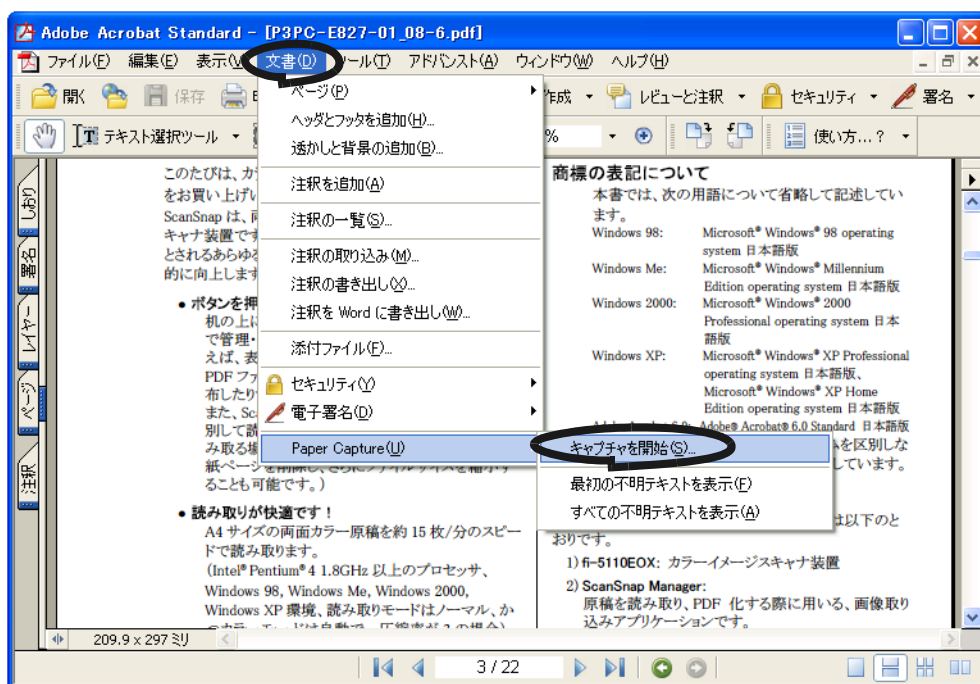 Adobe Acrobat Standard - [P3PC-E827-01_08-6.pdf]
ファイル(F) 編集(E) 表示(V) 文書(D) ツール(T) アドバンスト(A) ウィンドウ(W) ヘルプ(H)
開く 保存 作成 レビューと注釈 セキュリティ 署名
テキスト選択ツール % 使い方...?
ページ(P)
ヘッダとフッタを追加(H)...
透かしと背景の追加(B)...
注釈を追加(A)
注釈の一覧(S)...
注釈の取り込み(M)...
注釈の書き出し(X)...
注釈を Word に書き出し(W)...
添付ファイル(F)...
セキュリティ(Y)
電子署名(D)
Paper Capture(U)
キャプチャを開始(S)...
最初の不明テキストを表示(F)
すべての不明テキストを表示(A)
しおり
署名
レイヤー
ページ
注釈
このたびは、カ
をお買い上げい
ScanSnap は、両
キャナ装置です
とされるあらゆる
的に向上します
• ボタンを押
机の上に
で管理・
えば、表
PDF ファ
布したり
また、Sc
別して読
み取る場
紙ページを削除し、さらにファイルサイズを縮小す
ることも可能です。)
• 読み取りが快適です!
A4 サイズの両面カラー原稿を約 15 枚/分のスピー
ドで読み取ります。
(Intel® Pentium® 4 1.8GHz 以上のプロセッサ、
Windows 98, Windows Me, Windows 2000,
Windows XP 環境、読み取りモードはノーマル、か
商標の表記について
本書では、次の用語について省略して記述してい
ます。
Windows 98: Microsoft® Windows® 98 operating
system 日本語版
Windows Me: Microsoft® Windows® Millennium
Edition operating system 日本語版
Windows 2000: Microsoft® Windows® 2000
Professional operating system 日本
語版
Windows XP: Microsoft® Windows® XP Professional
operating system 日本語版、
Microsoft® Windows® XP Home
Edition operating system 日本語版
Adobe® Acrobat® 6.0 Standard 日本語版
を区別しな
しています。
は以下のと
おりです。
1) fi-5110EOX: カラーイメージスキャナ装置
2) ScanSnap Manager:
原稿を読み取り、PDF 化する際に用いる、画像取り
込みアプリケーションです。
209.9 x 297 ミリ
3 / 22